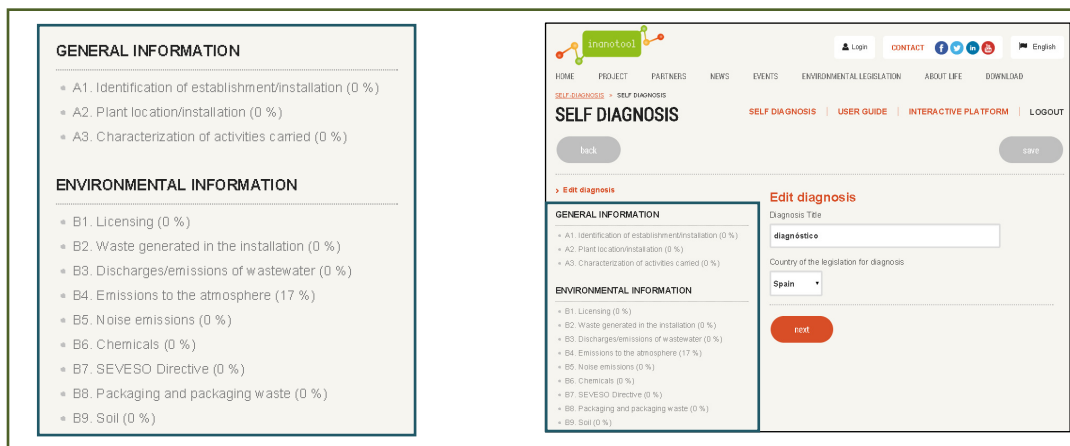 GENERAL INFORMATION
A1. Identification of establishment/installation (0 %)
A2. Plant location/installation (0 %)
A3. Characterization of activities carried (0 %)
ENVIRONMENTAL INFORMATION
B1. Licensing (0 %)
B2. Waste generated in the installation (0 %)
B3. Discharges/emissions of wastewater (0 %)
B4. Emissions to the atmosphere (17 %)
B5. Noise emissions (0 %)
B6. Chemicals (0 %)
B7. SEVESO Directive (0 %)
B8. Packaging and packaging waste (0 %)
B9. Soil (0 %)
inanotool
Login
CONTACT
English
HOME PROJECT PARTNERS NEWS EVENTS ENVIRONMENTAL LEGISLATION ABOUT LIFE DOWNLOAD
SELF-DIAGNOSIS > SELF DIAGNOSIS
SELF DIAGNOSIS
SELF DIAGNOSIS | USER GUIDE | INTERACTIVE PLATFORM | LOGOUT
back
save
> Edit diagnosis
GENERAL INFORMATION
A1. Identification of establishment/installation (0 %)
A2. Plant location/installation (0 %)
A3. Characterization of activities carried (0 %)
ENVIRONMENTAL INFORMATION
B1. Licensing (0 %)
B2. Waste generated in the installation (0 %)
B3. Discharges/emissions of wastewater (0 %)
B4. Emissions to the atmosphere (17 %)
B5. Noise emissions (0 %)
B6. Chemicals (0 %)
B7. SEVESO Directive (0 %)
B8. Packaging and packaging waste (0 %)
B9. Soil (0 %)
Edit diagnosis
Diagnosis Title
diagnóstico
Country of the legislation for diagnosis
Spain
next